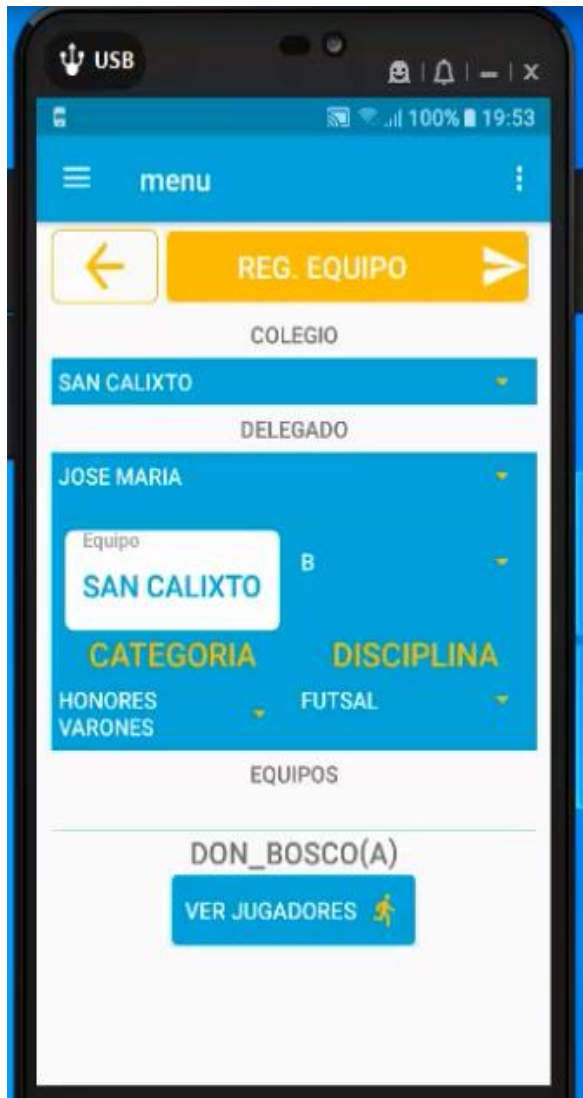 USB
100% 19:53
menu
REG. EQUIPO
COLEGIO
SAN CALIXTO
DELEGADO
JOSE MARIA
Equipo
SAN CALIXTO
B
CATEGORIA DISCIPLINA
HONORES VARONES
FUTSAL
EQUIPOS
DON_BOSCO(A)
VER JUGADORES